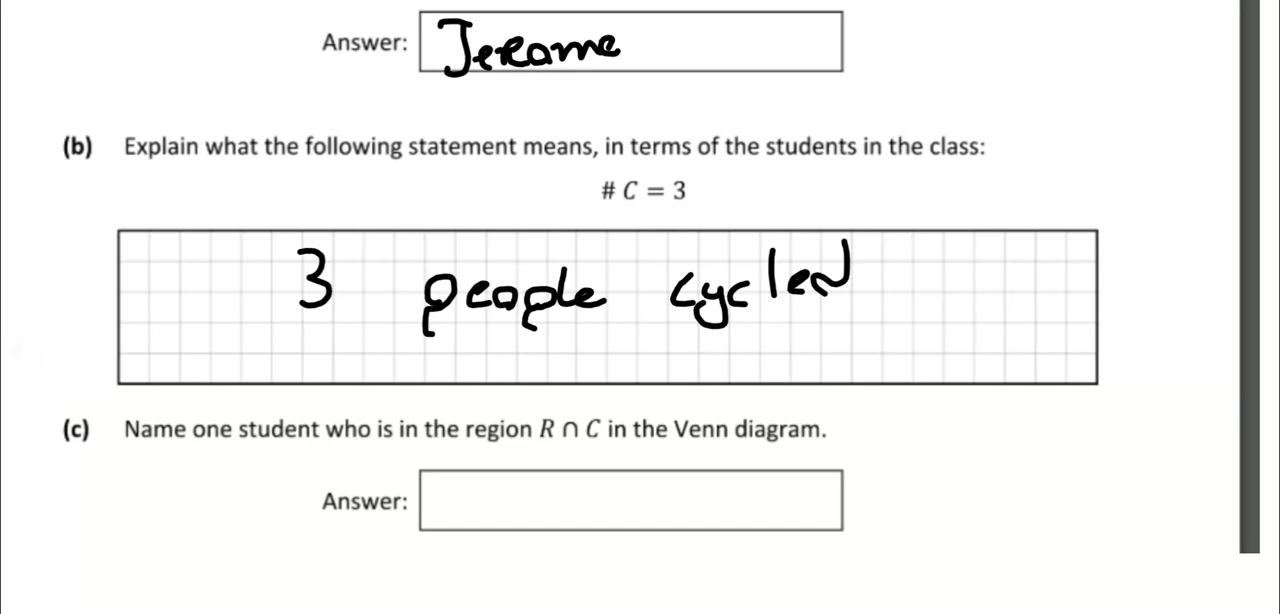 Answer: Jerome
(b) Explain what the following statement means, in terms of the students in the class:
# C = 3
3 people cycled
(c) Name one student who is in the region R ∩ C in the Venn diagram.
Answer: